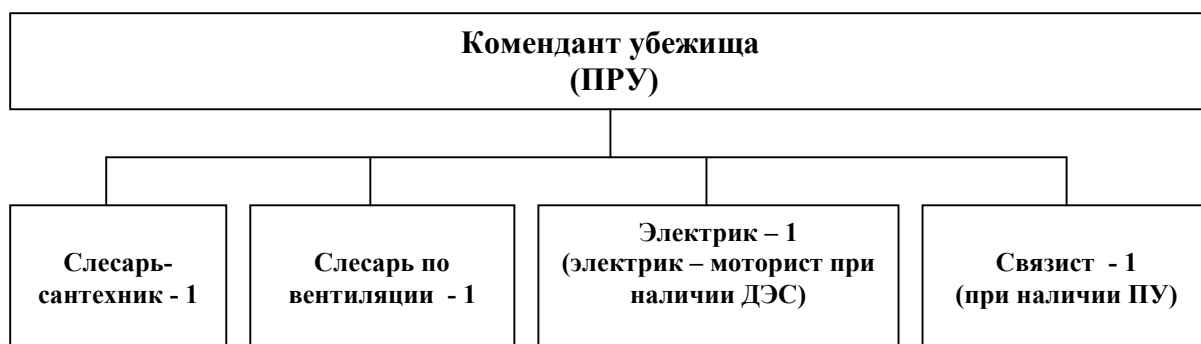 Комендант убежища
(ПРУ)
Слесарь-
сантехник - 1
Слесарь по
вентиляции - 1
Электрик – 1
(электрик – моторист при
наличии ДЭС)
Связист - 1
(при наличии ПУ)